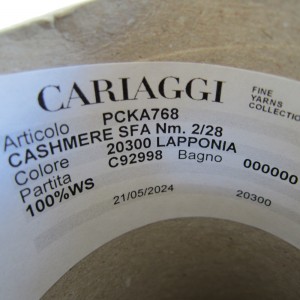 CARIAGGI
FINE
YARNS
COLLECTION
Articolo PCKA768
CASHMERE SFA Nm. 2/28
Colore 20300 LAPPONIA
Partita C92998 Bagno 000000
100%WS
21/05/2024 20300